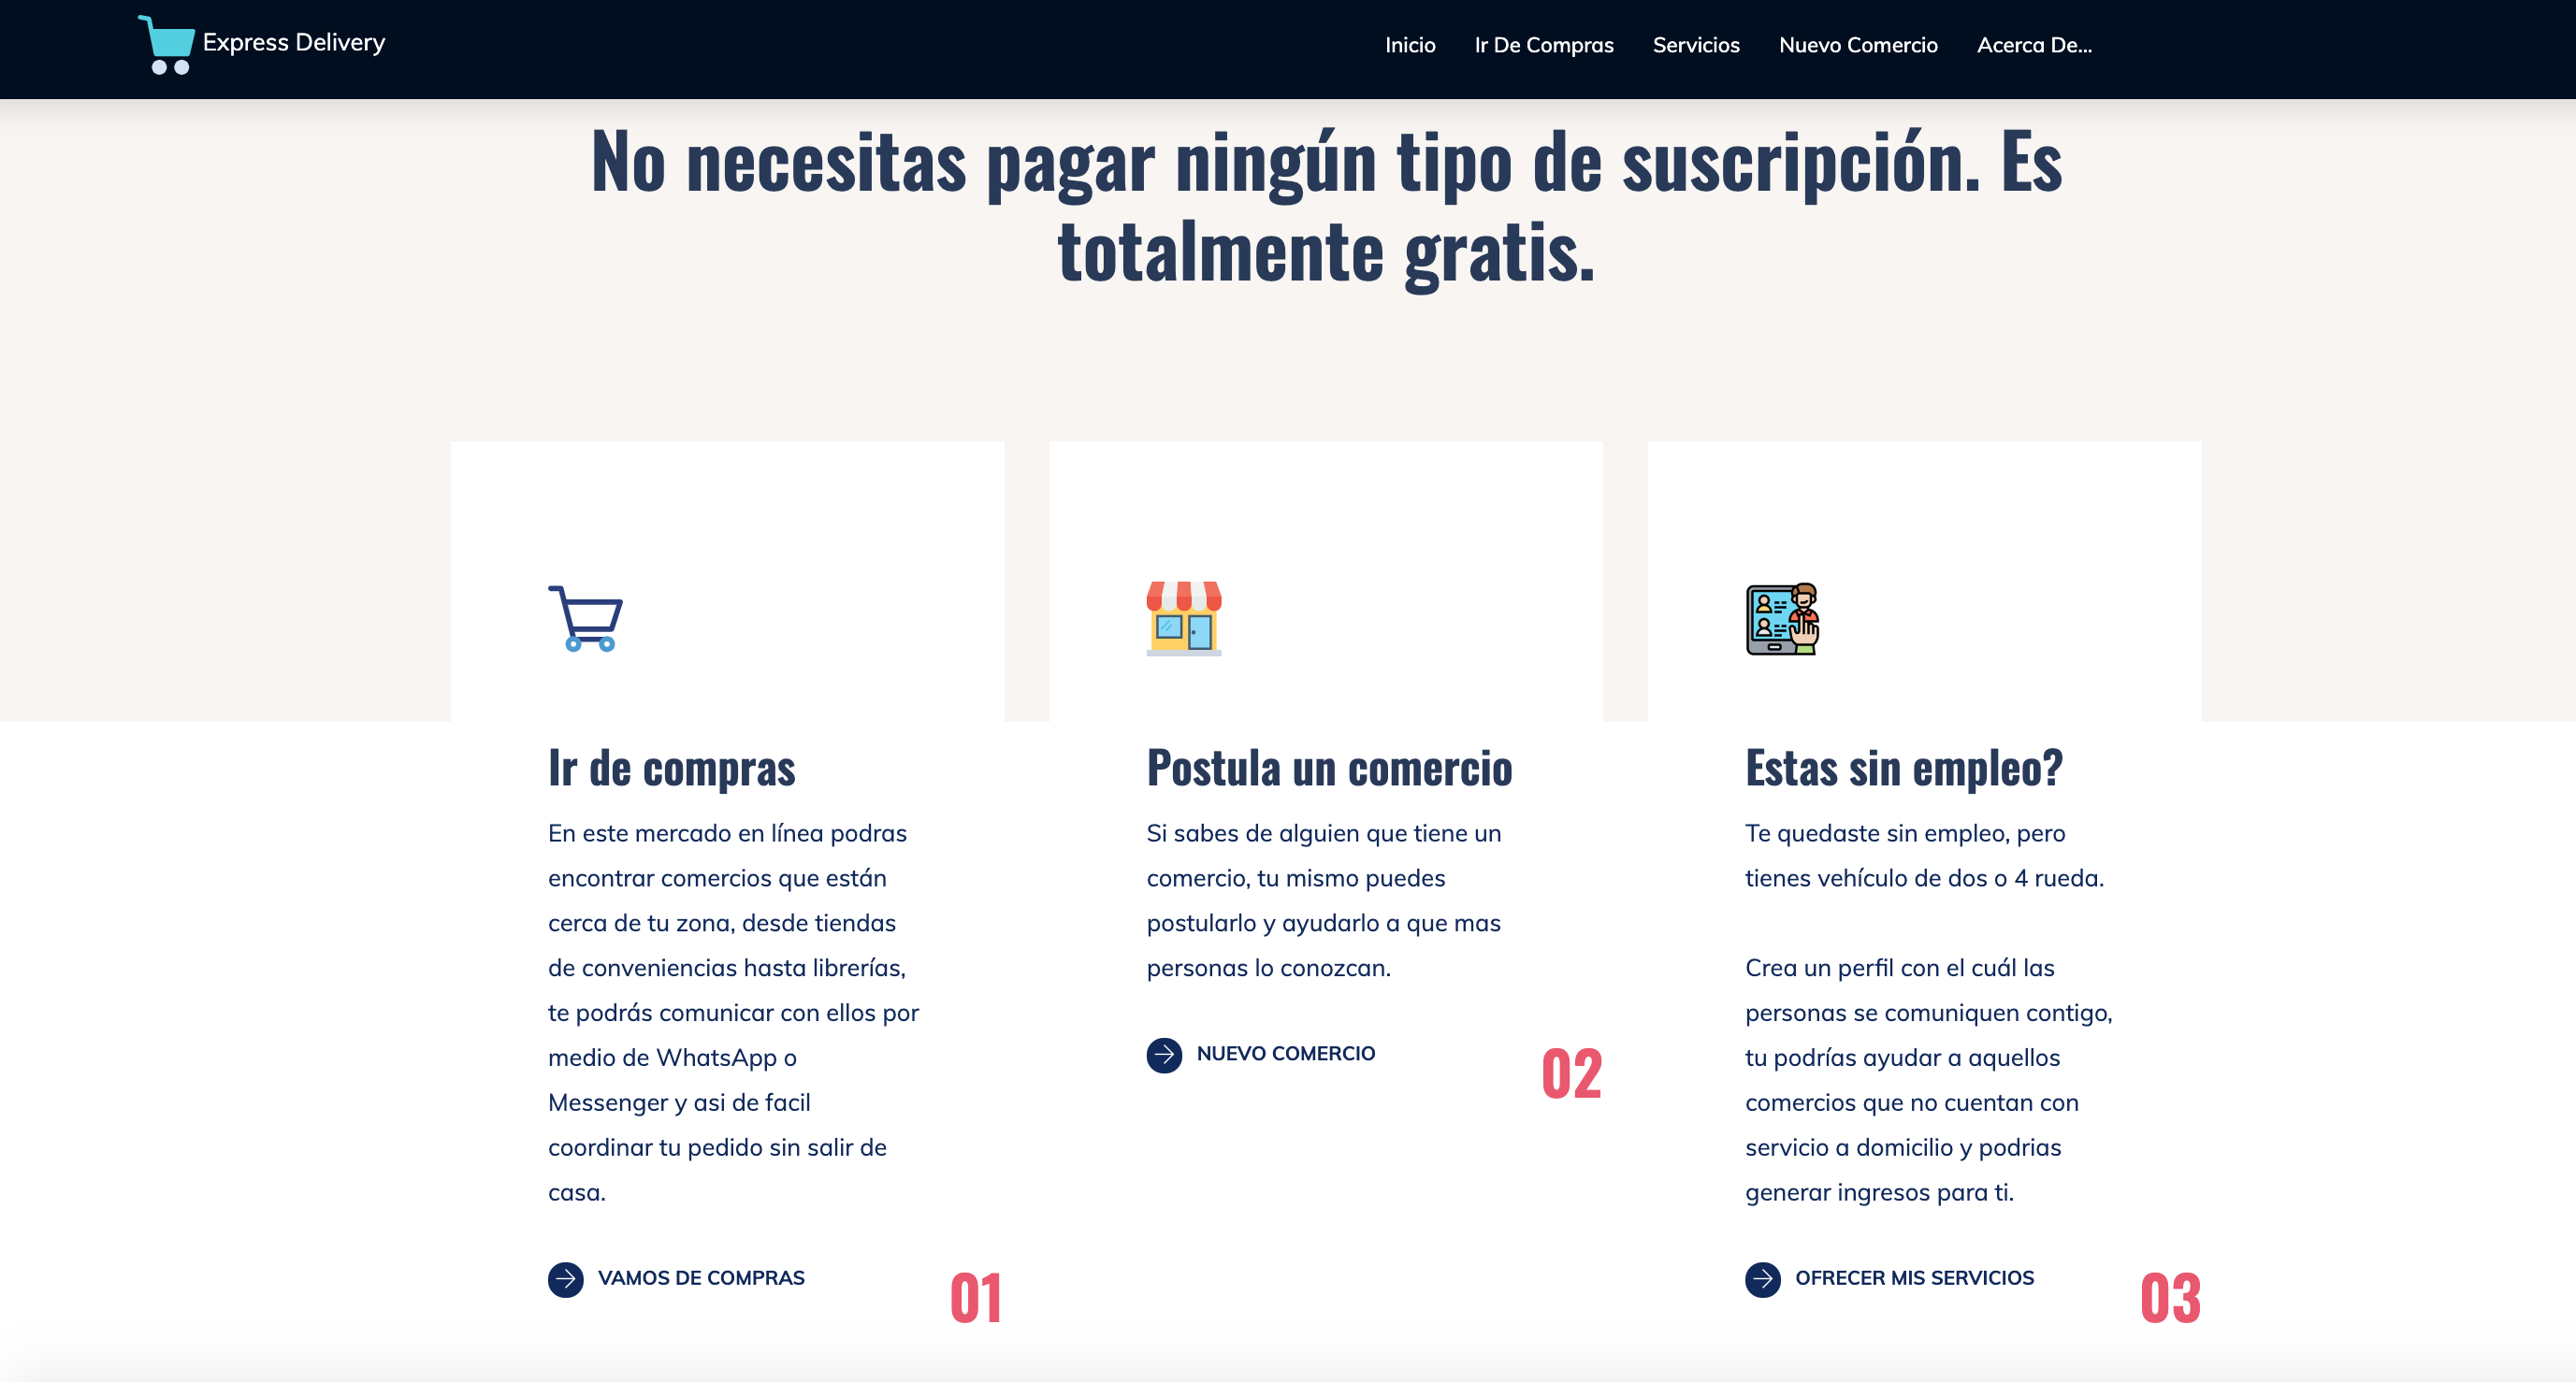 Express Delivery
Inicio
Ir De Compras
Servicios
Nuevo Comercio
Acerca De...
No necesitas pagar ningún tipo de suscripción. Es
totalmente gratis.
Ir de compras
En este mercado en línea podras
encontrar comercios que están
cerca de tu zona, desde tiendas
de conveniencias hasta librerías,
te podrás comunicar con ellos por
medio de WhatsApp o
Messenger y asi de facil
coordinar tu pedido sin salir de
casa.
VAMOS DE COMPRAS
01
Postula un comercio
Si sabes de alguien que tiene un
comercio, tu mismo puedes
postularlo y ayudarlo a que mas
personas lo conozcan.
NUEVO COMERCIO
02
Estas sin empleo?
Te quedaste sin empleo, pero
tienes vehículo de dos o 4 rueda.
Crea un perfil con el cuál las
personas se comuniquen contigo,
tu podrías ayudar a aquellos
comercios que no cuentan con
servicio a domicilio y podrias
generar ingresos para ti.
OFRECER MIS SERVICIOS
03